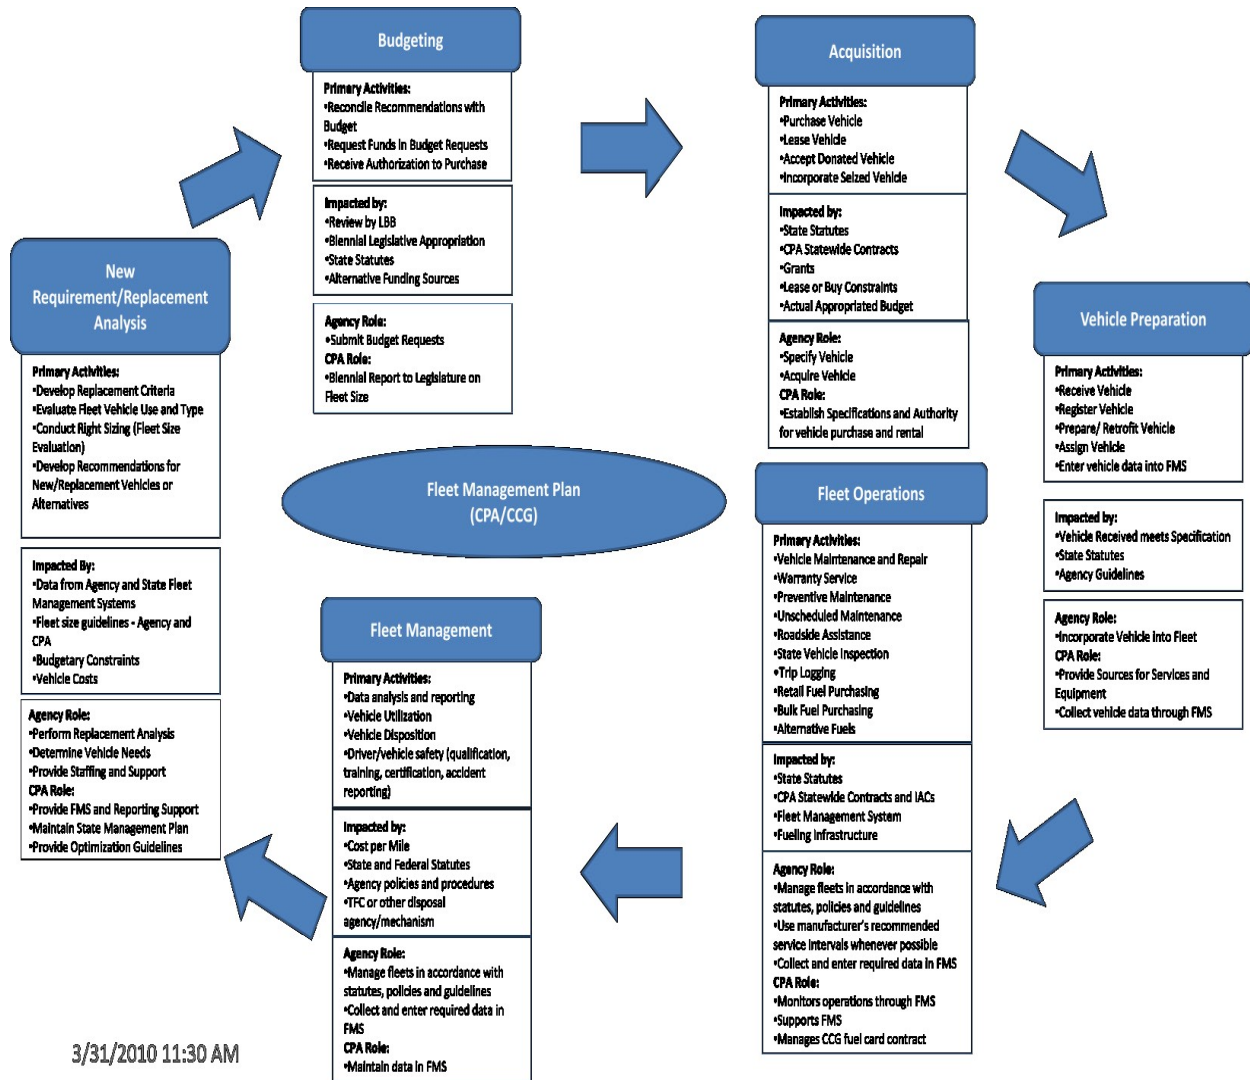 Budgeting
Primary Activities:
•Reconcile Recommendations with
Budget
•Request Funds in Budget Requests
•Receive Authorization to Purchase
Impacted by:
•Review by LBB
•Biennial Legislative Appropriation
•State Statutes
•Alternative Funding Sources
Agency Role:
•Submit Budget Requests
CPA Role:
•Biennial Report to Legislature on
Fleet Size
Acquisition
Primary Activities:
•Purchase Vehicle
•Lease Vehicle
•Accept Donated Vehicle
•Incorporate Seized Vehicle
Impacted by:
•State Statutes
•CPA Statewide Contracts
•Grants
•Lease or Buy Constraints
•Actual Appropriated Budget
Agency Role:
•Specify Vehicle
•Acquire Vehicle
CPA Role:
•Establish Specifications and Authority
for vehicle purchase and rental
Vehicle Preparation
Primary Activities:
•Receive Vehicle
•Register Vehicle
•Prepare/ Retrofit Vehicle
•Assign Vehicle
•Enter vehicle data into FMS
Impacted by:
•Vehicle Received meets Specification
•State Statutes
•Agency Guidelines
Agency Role:
•Incorporate Vehicle into Fleet
CPA Role:
•Provide Sources for Services and
Equipment
•Collect vehicle data through FMS
Fleet Operations
Primary Activities:
•Vehicle Maintenance and Repair
•Warranty Service
•Preventive Maintenance
•Unscheduled Maintenance
•Roadside Assistance
•State Vehicle Inspection
•Trip Logging
•Retail Fuel Purchasing
•Bulk Fuel Purchasing
•Alternative Fuels
Impacted by:
•State Statutes
•CPA Statewide Contracts and IACs
•Fleet Management System
•Fueling Infrastructure
Agency Role:
•Manage fleets in accordance with
statutes, policies and guidelines
•Use manufacturer's recommended
service intervals whenever possible
•Collect and enter required data in FMS
CPA Role:
•Monitors operations through FMS
•Supports FMS
•Manages CCG fuel card contract
Fleet Management
Primary Activities:
•Data analysis and reporting
•Vehicle Utilization
•Vehicle Disposition
•Driver/vehicle safety (qualification,
training, certification, accident
reporting)
Impacted by:
•Cost per Mile
•State and Federal Statutes
•Agency policies and procedures
•TFC or other disposal
agency/mechanism
Agency Role:
•Manage fleets in accordance with
statutes, policies and guidelines
•Collect and enter required data in
FMS
CPA Role:
•Maintain data in FMS
New
Requirement/Replacement
Analysis
Primary Activities:
•Develop Replacement Criteria
•Evaluate Fleet Vehicle Use and Type
•Conduct Right Sizing (Fleet Size
Evaluation)
•Develop Recommendations for
New/Replacement Vehicles or
Alternatives
Impacted By:
•Data from Agency and State Fleet
Management Systems
•Fleet size guidelines - Agency and
CPA
•Budgetary Constraints
•Vehicle Costs
Agency Role:
•Perform Replacement Analysis
•Determine Vehicle Needs
•Provide Staffing and Support
CPA Role:
•Provide FMS and Reporting Support
•Maintain State Management Plan
•Provide Optimization Guidelines
Fleet Management Plan
(CPA/CCG)
3/31/2010 11:30 AM